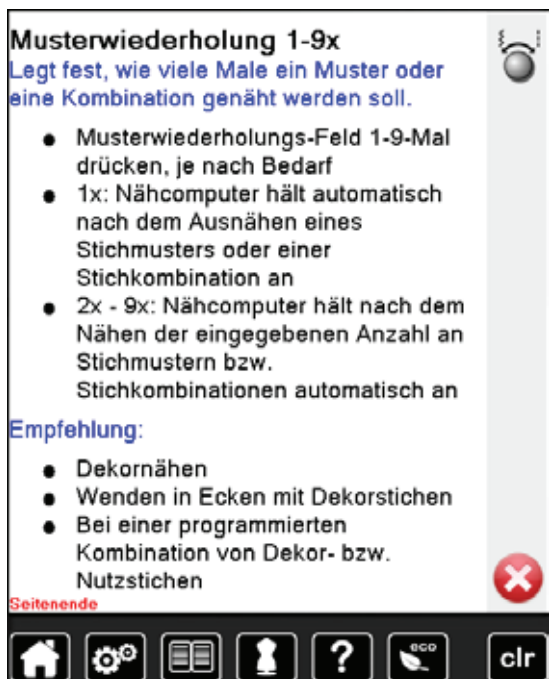 Musterwiederholung 1-9x
Legt fest, wie viele Male ein Muster oder
eine Kombination genäht werden soll.
● Musterwiederholungs-Feld 1-9-Mal
drücken, je nach Bedarf
● 1x: Nähcomputer hält automatisch
nach dem Ausnähen eines
Stichmusters oder einer
Stichkombination an
● 2x - 9x: Nähcomputer hält nach dem
Nähen der eingegebenen Anzahl an
Stichmustern bzw.
Stichkombinationen automatisch an
Empfehlung:
● Dekornähen
● Wenden in Ecken mit Dekorstichen
● Bei einer programmierten
Kombination von Dekor- bzw.
Nutzstichen
Seitenende
? eco clr